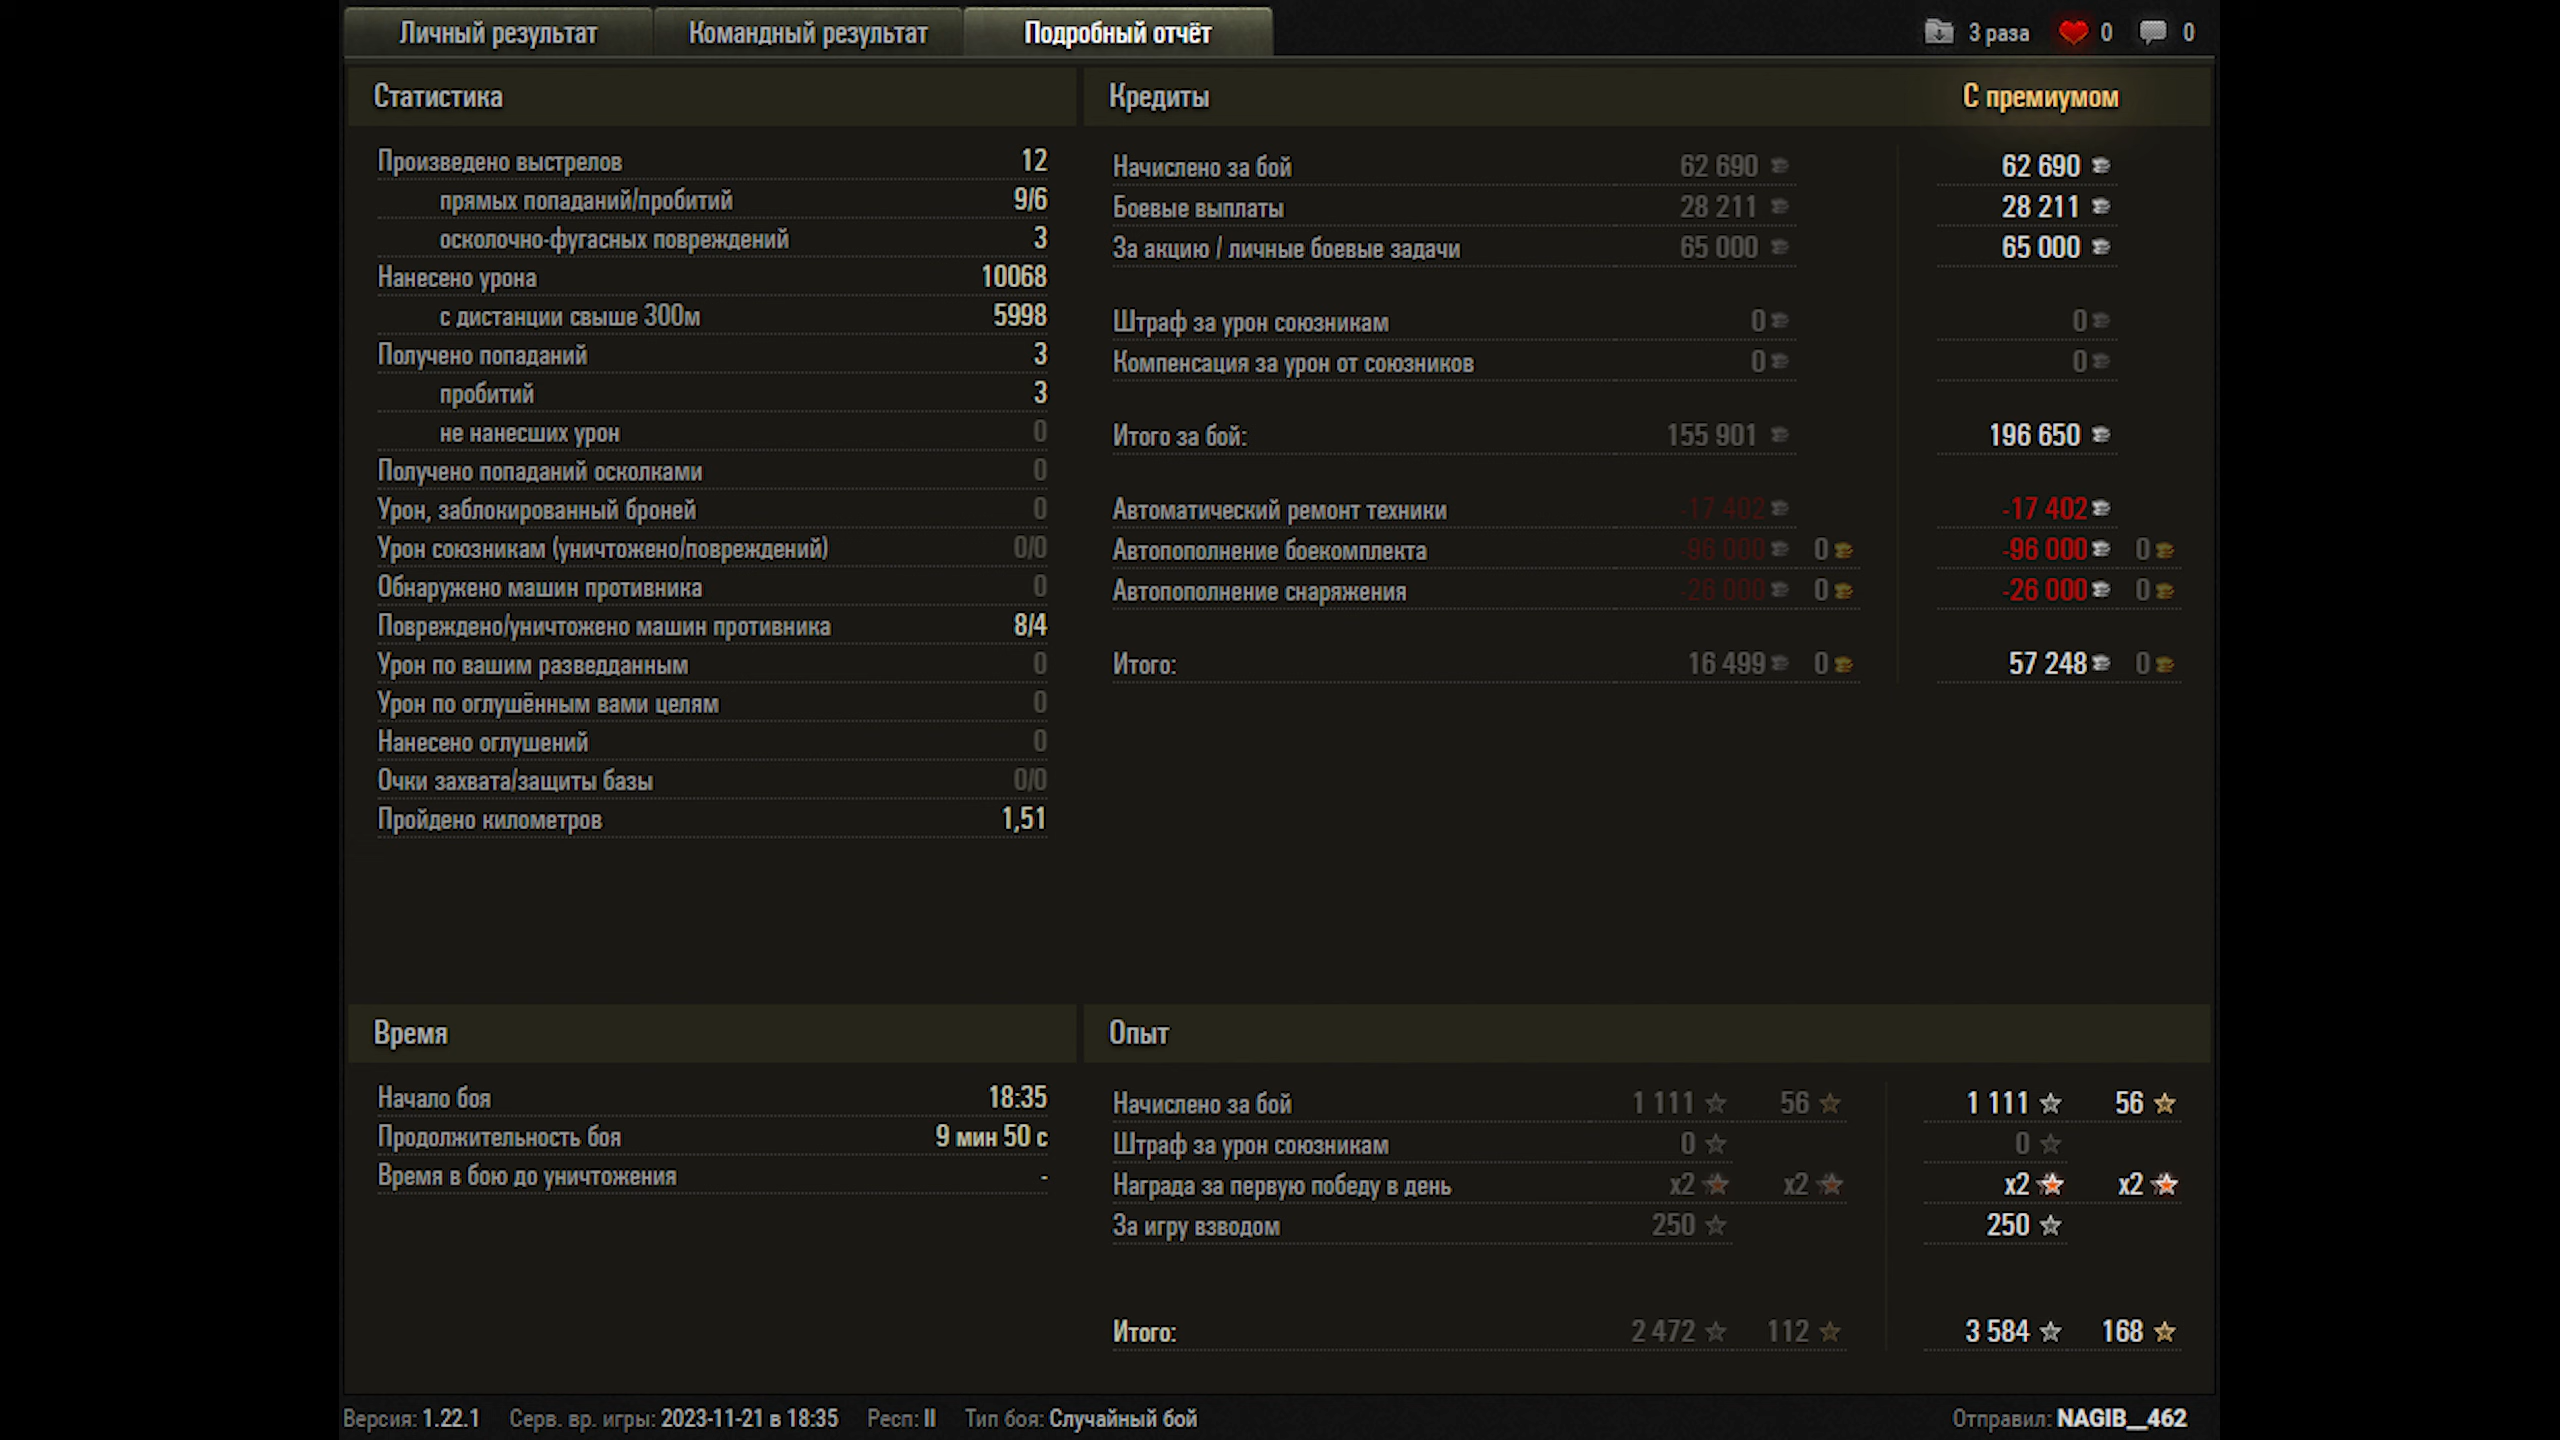 Личный результат Командный результат Подробный отчёт 3 раза 0 0
Статистика
Произведено выстрелов 12
прямых попаданий/пробитий 9/6
осколочно-фугасных повреждений 3
Нанесено урона 10068
с дистанции свыше 300м 5998
Получено попаданий 3
пробитий 3
не нанесших урон 0
Получено попаданий осколками 0
Урон, заблокированный броней 0
Урон союзникам (уничтожено/повреждений) 0/0
Обнаружено машин противника 0
Повреждено/уничтожено машин противника 8/4
Урон по вашим разведданным 0
Урон по оглушённым вами целям 0
Нанесено оглушений 0
Очки захвата/защиты базы 0/0
Пройдено километров 1,51
Кредиты С премиумом
Начислено за бой 62 690 62 690
Боевые выплаты 28 211 28 211
За акцию / личные боевые задачи 65 000 65 000
Штраф за урон союзникам 0 0
Компенсация за урон от союзников 0 0
Итого за бой: 155 901 196 650
Автоматический ремонт техники -17 402 -17 402
Автопополнение боекомплекта -96 000 0 -96 000 0
Автопополнение снаряжения -26 000 0 -26 000 0
Итого: 16 499 0 57 248 0
Время
Начало боя 18:35
Продолжительность боя 9 мин 50 с
Время в бою до уничтожения -
Опыт
Начислено за бой 1 111 56 1 111 56
Штраф за урон союзникам 0 0
Награда за первую победу в день x2 x2 x2 x2
За игру взводом 250 250
Итого: 2 472 112 3 584 168
Версия: 1.22.1 Серв. вр. игры: 2023-11-21 в 18:35 Респ: II Тип боя: Случайный бой Отправил: NAGIB__462